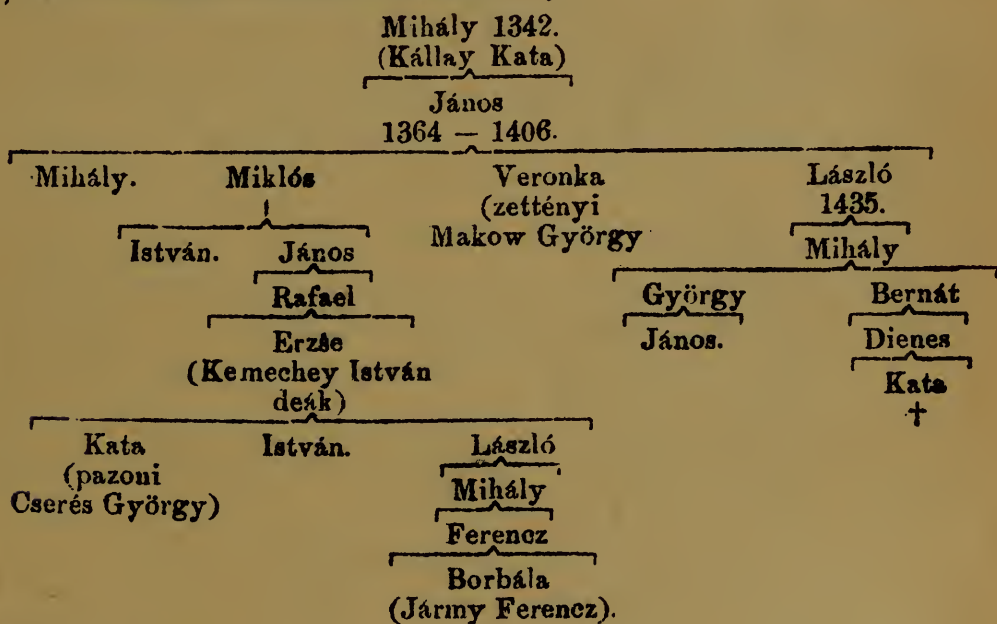 Mihály 1342.
(Kállay Kata)
János
1364 — 1406.
Mihály. Miklós Veronka László
(zettényi 1435.
Makow György
István. János Mihály
Rafael György Bernát
Erzse János. Dienes
(Kemechey István Kata
deák) †
Kata István. László
(pazoni Mihály
Cserés György)
Ferencz
Borbála
(Jármy Ferencz).